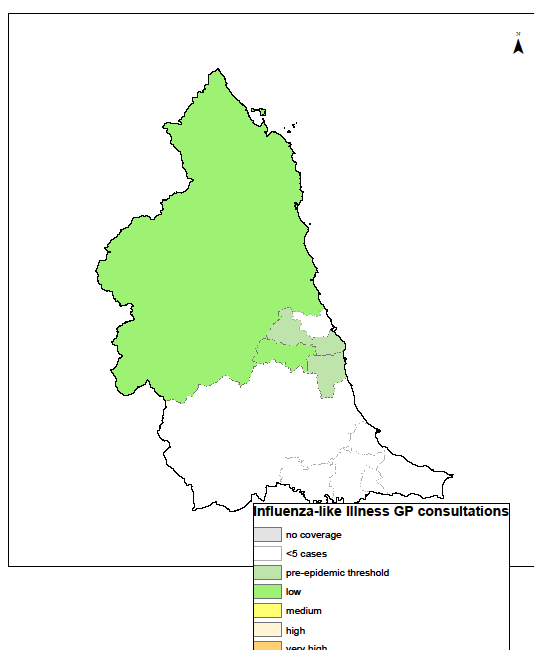 N
Influenza-like Illness GP consultations
no coverage
<5 cases
pre-epidemic threshold
low
medium
high
very high